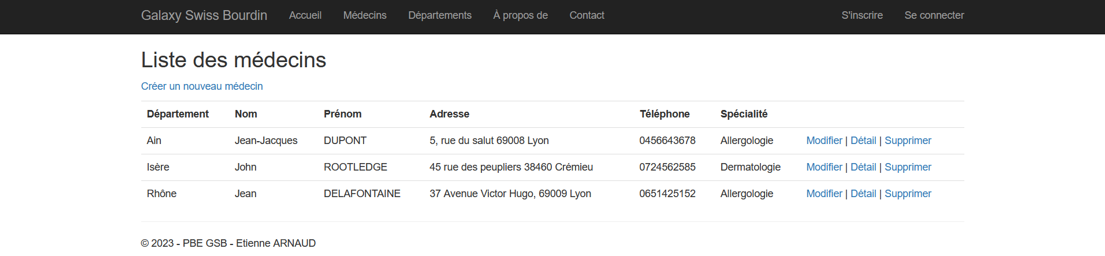 Galaxy Swiss Bourdin Accueil Médecins Départements À propos de Contact S'inscrire Se connecter
Liste des médecins
Créer un nouveau médecin
Département Nom Prénom Adresse Téléphone Spécialité
Ain Jean-Jacques DUPONT 5, rue du salut 69008 Lyon 0456643678 Allergologie Modifier | Détail | Supprimer
Isère John ROOTLEDGE 45 rue des peupliers 38460 Crémieu 0724562585 Dermatologie Modifier | Détail | Supprimer
Rhône Jean DELAFONTAINE 37 Avenue Victor Hugo, 69009 Lyon 0651425152 Allergologie Modifier | Détail | Supprimer
© 2023 - PBE GSB - Etienne ARNAUD